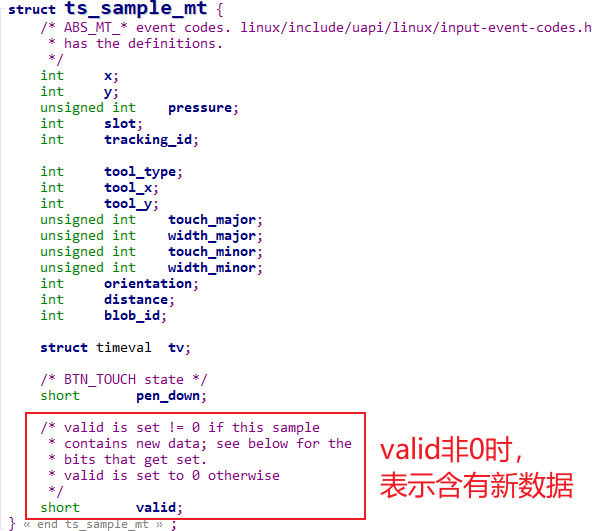 struct ts_sample_mt {
/* ABS_MT_* event codes. linux/include/uapi/linux/input-event-codes.h
* has the definitions.
*/
int x;
int y;
unsigned int pressure;
int slot;
int tracking_id;
int tool_type;
int tool_x;
int tool_y;
unsigned int touch_major;
unsigned int width_major;
unsigned int touch_minor;
unsigned int width_minor;
int orientation;
int distance;
int blob_id;
struct timeval tv;
/* BTN_TOUCH state */
short pen_down;
/* valid is set != 0 if this sample
* contains new data; see below for the
* bits that get set.
* valid is set to 0 otherwise
*/
short valid;
} « end ts_sample_mt » ;
valid非0时，
表示含有新数据